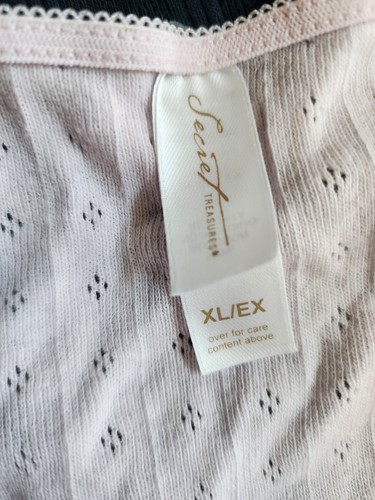 Secret
TREASURES®
XL/EX
over for care
content above